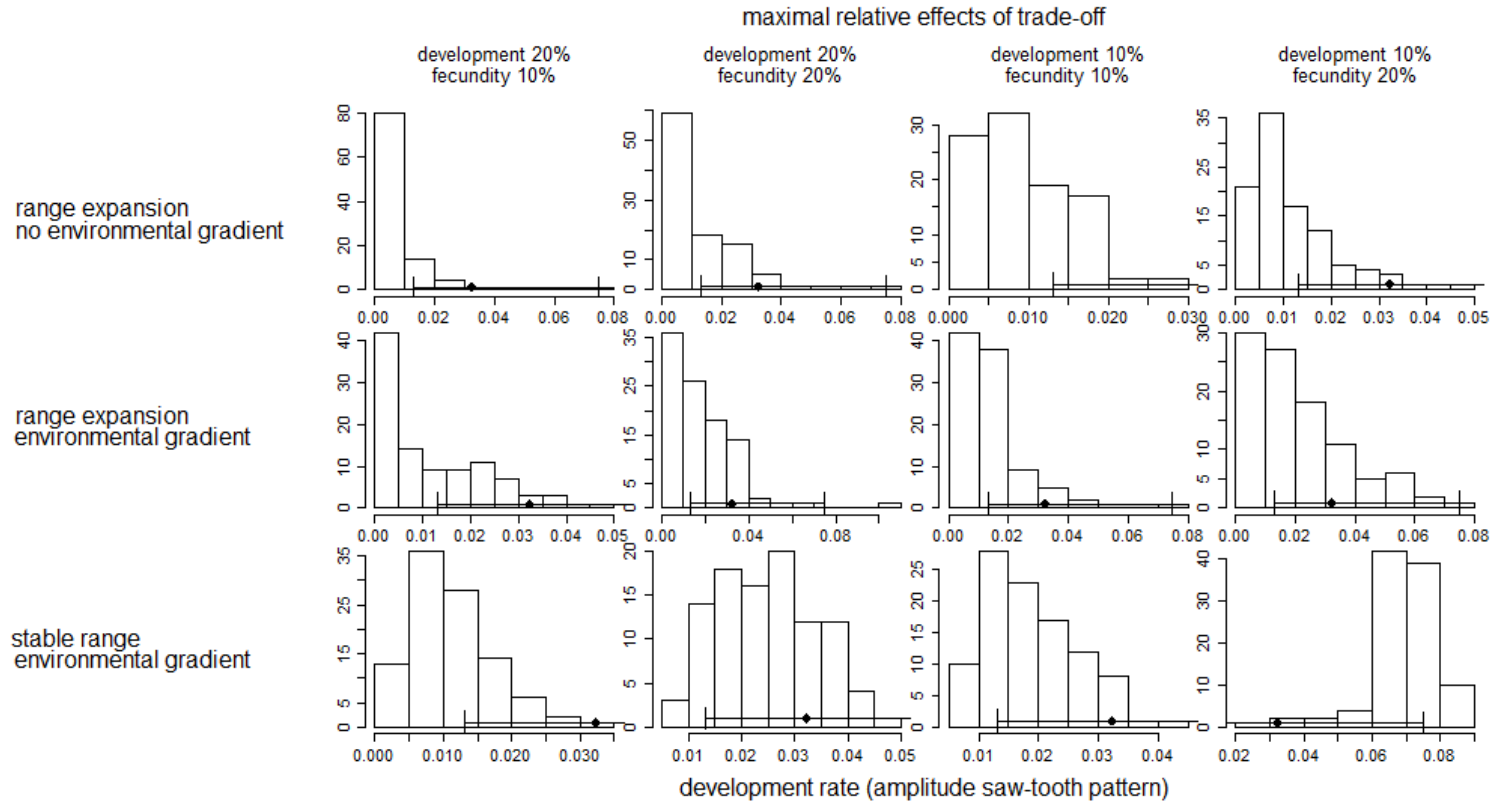 maximal relative effects of trade-off
development 20%
fecundity 10%
development 20%
fecundity 20%
development 10%
fecundity 10%
development 10%
fecundity 20%
range expansion
no environmental gradient
0 20 40 60 80
0.00 0.02 0.04 0.06 0.08
0 10 30 50
0.00 0.02 0.04 0.06 0.08
0 5 10 20 30
0.000 0.010 0.020 0.030
0 5 15 25 35
0.00 0.01 0.02 0.03 0.04 0.05
range expansion
environmental gradient
0 10 20 30 40
0.00 0.01 0.02 0.03 0.04 0.05
0 5 15 25 35
0.00 0.04 0.08
0 10 20 30 40
0.00 0.02 0.04 0.06 0.08
0 5 10 20 30
0.00 0.02 0.04 0.06 0.08
stable range
environmental gradient
0 5 15 25 35
0.000 0.010 0.020 0.030
0 5 10 15 20
0.01 0.02 0.03 0.04 0.05
0 5 10 15 20 25
0.01 0.02 0.03 0.04
0 10 20 30 40
0.02 0.04 0.06 0.08
development rate (amplitude saw-tooth pattern)